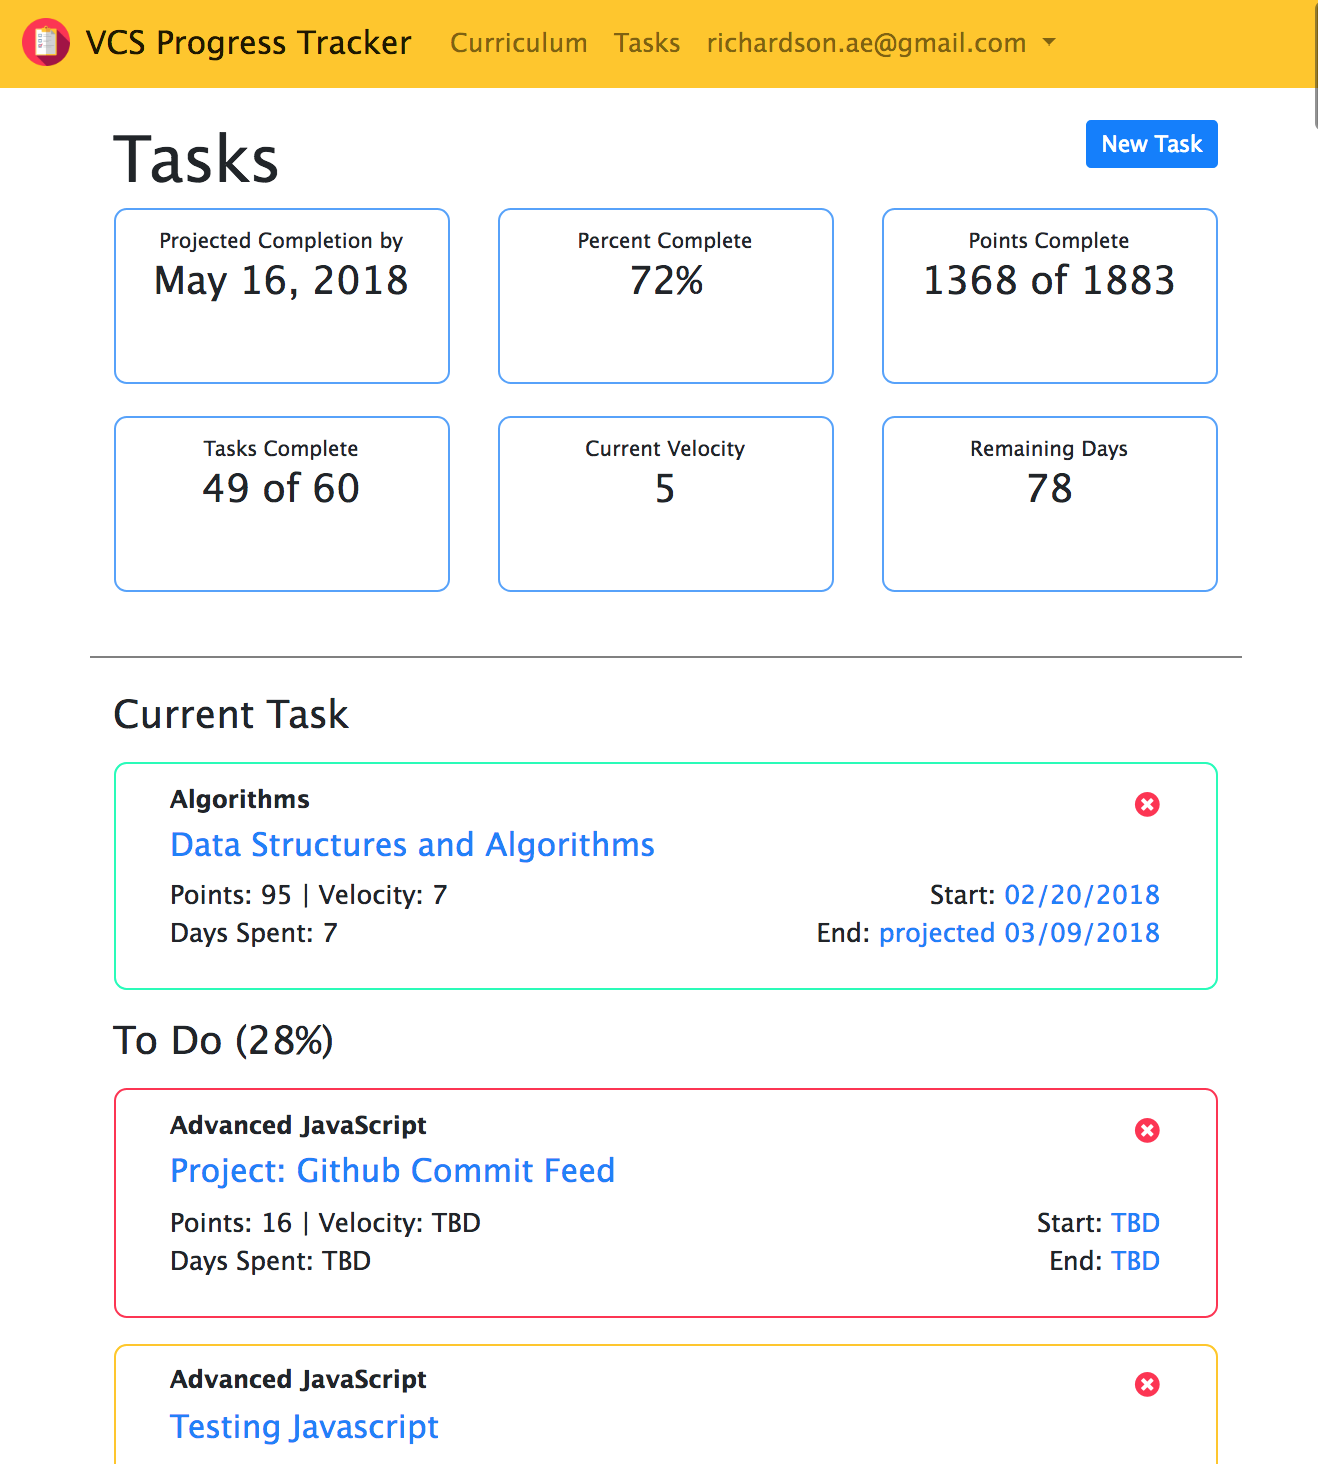 VCS Progress Tracker Curriculum Tasks richardson.ae@gmail.com
Tasks
New Task
Projected Completion by
May 16, 2018
Percent Complete
72%
Points Complete
1368 of 1883
Tasks Complete
49 of 60
Current Velocity
5
Remaining Days
78
Current Task
Algorithms
Data Structures and Algorithms
Points: 95 | Velocity: 7
Start: 02/20/2018
Days Spent: 7
End: projected 03/09/2018
To Do (28%)
Advanced JavaScript
Project: Github Commit Feed
Points: 16 | Velocity: TBD
Start: TBD
Days Spent: TBD
End: TBD
Advanced JavaScript
Testing Javascript